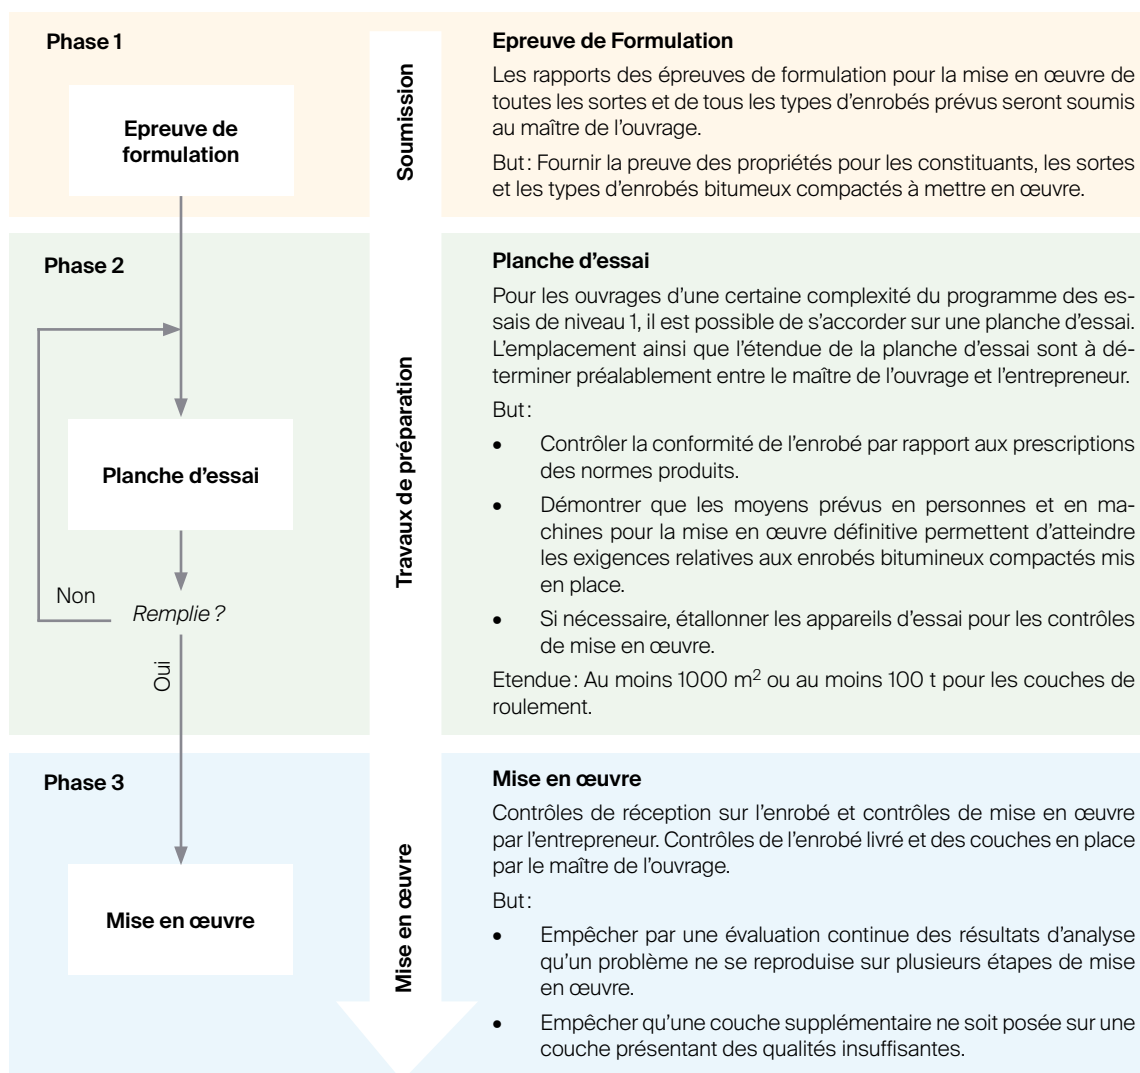 Phase 1
Epreuve de
formulation
Soumission
Epreuve de Formulation
Les rapports des épreuves de formulation pour la mise en œuvre de
toutes les sortes et de tous les types d'enrobés prévus seront soumis
au maître de l'ouvrage.
But : Fournir la preuve des propriétés pour les constituants, les sortes
et les types d'enrobés bitumeux compactés à mettre en œuvre.
Phase 2
Planche d'essai
Non
Remplie ?
Oui
Travaux de préparation
Planche d'essai
Pour les ouvrages d'une certaine complexité du programme des es-
sais de niveau 1, il est possible de s'accorder sur une planche d'essai.
L'emplacement ainsi que l'étendue de la planche d'essai sont à dé-
terminer préalablement entre le maître de l'ouvrage et l'entrepreneur.
But :
• Contrôler la conformité de l'enrobé par rapport aux prescriptions
des normes produits.
• Démontrer que les moyens prévus en personnes et en ma-
chines pour la mise en œuvre définitive permettent d'atteindre
les exigences relatives aux enrobés bitumineux compactés mis
en place.
• Si nécessaire, étallonner les appareils d'essai pour les contrôles
de mise en œuvre.
Etendue : Au moins 1000 m² ou au moins 100 t pour les couches de
roulement.
Phase 3
Mise en œuvre
Mise en œuvre
Mise en œuvre
Contrôles de réception sur l'enrobé et contrôles de mise en œuvre
par l'entrepreneur. Contrôles de l'enrobé livré et des couches en place
par le maître de l'ouvrage.
But :
• Empêcher par une évaluation continue des résultats d'analyse
qu'un problème ne se reproduise sur plusieurs étapes de mise
en œuvre.
• Empêcher qu'une couche supplémentaire ne soit posée sur une
couche présentant des qualités insuffisantes.